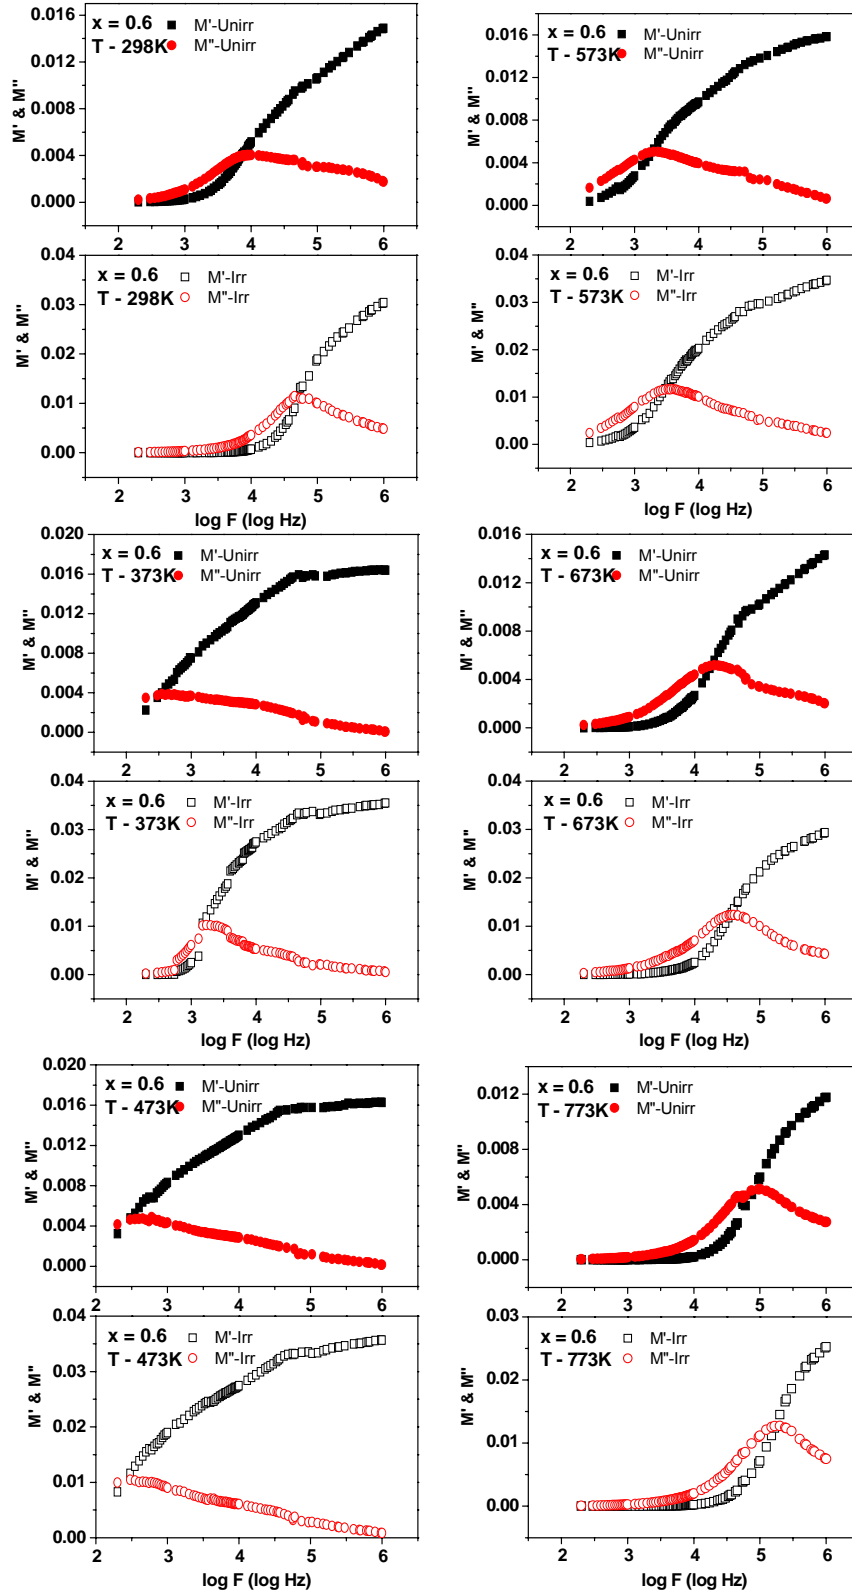 0.016
0.012
0.008
0.004
0.000
M' & M''
x = 0.6
T - 298K
M'-Unirr
M''-Unirr
2 3 4 5 6
0.04
0.03
0.02
0.01
0.00
M' & M''
x = 0.6
T - 298K
M'-Irr
M''-Irr
2 3 4 5 6
log F (log Hz)
0.016
0.012
0.008
0.004
0.000
M' & M''
x = 0.6
T - 573K
M'-Unirr
M''-Unirr
2 3 4 5 6
0.04
0.03
0.02
0.01
0.00
M' & M''
x = 0.6
T - 573K
M'-Irr
M''-Irr
2 3 4 5 6
log F (log Hz)
0.020
0.016
0.012
0.008
0.004
0.000
M' & M''
x = 0.6
T - 373K
M'-Unirr
M''-Unirr
2 3 4 5 6
0.04
0.03
0.02
0.01
0.00
M' & M''
x = 0.6
T - 373K
M'-Irr
M''-Irr
2 3 4 5 6
log F (log Hz)
0.016
0.012
0.008
0.004
0.000
M' & M''
x = 0.6
T - 673K
M'-Unirr
M''-Unirr
2 3 4 5 6
0.04
0.03
0.02
0.01
0.00
M' & M''
x = 0.6
T - 673K
M'-Irr
M''-Irr
2 3 4 5 6
log F (log Hz)
0.020
0.016
0.012
0.008
0.004
0.000
M' & M''
x = 0.6
T - 473K
M'-Unirr
M''-Unirr
2 3 4 5 6
0.04
0.03
0.02
0.01
0.00
M' & M''
x = 0.6
T - 473K
M'-Irr
M''-Irr
2 3 4 5 6
log F (log Hz)
0.012
0.008
0.004
0.000
M' & M''
x = 0.6
T - 773K
M'-Unirr
M''-Unirr
2 3 4 5 6
0.03
0.02
0.01
0.00
M' & M''
x = 0.6
T - 773K
M'-Irr
M''-Irr
2 3 4 5 6
log F (log Hz)